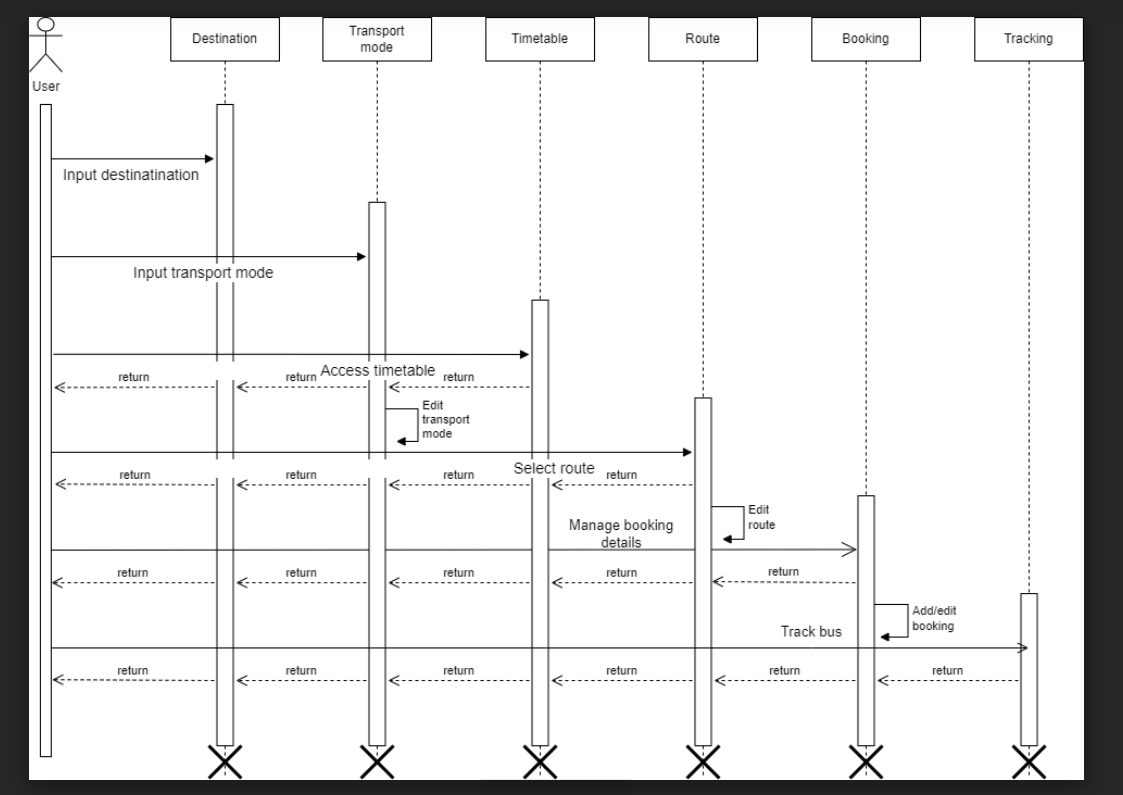 User
Destination
Transport
mode
Timetable
Route
Booking
Tracking
Input destinatination
Input transport mode
Access timetable
return
return
return
Edit
transport
mode
Select route
return
return
return
return
Edit
route
Manage booking
details
return
return
return
return
return
Add/edit
booking
Track bus
return
return
return
return
return
return